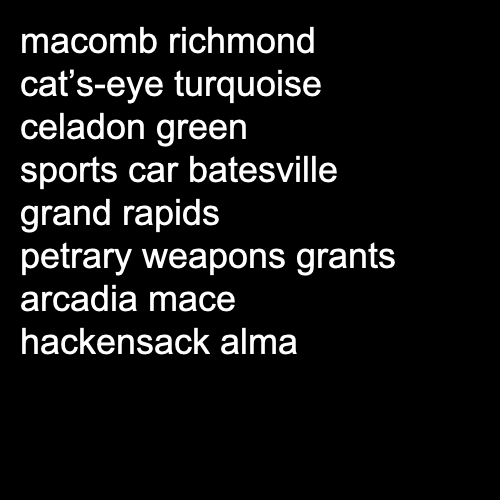 macomb richmond
cat’s-eye turquoise
celadon green
sports car batesville
grand rapids
petrary weapons grants
arcadia mace
hackensack alma